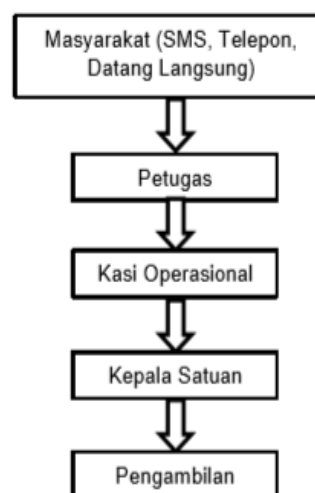 Masyarakat (SMS, Telepon,
Datang Langsung)
Petugas
Kasi Operasional
Kepala Satuan
Pengambilan